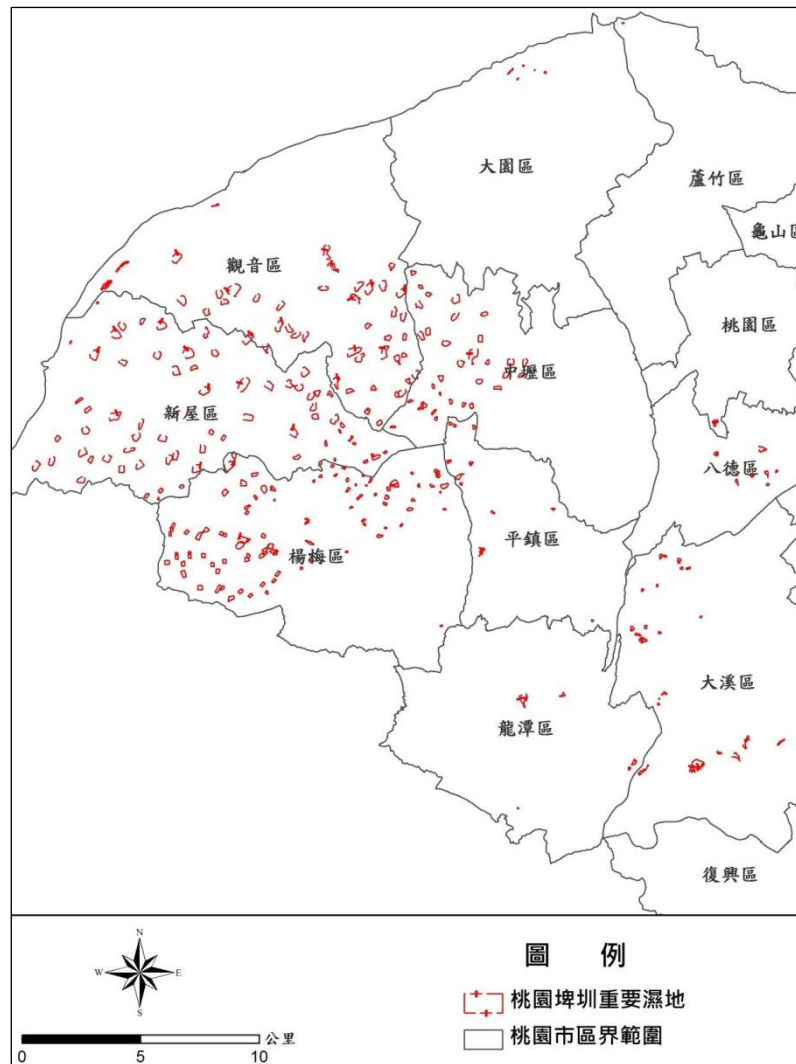 大園區
蘆竹區
龜山區
觀音區
桃園區
中壢區
新屋區
八德區
楊梅區
平鎮區
大溪區
龍潭區
復興區
N
W E
S
圖 例
桃園埤圳重要濕地
桃園市區界範圍
公里
0 5 10